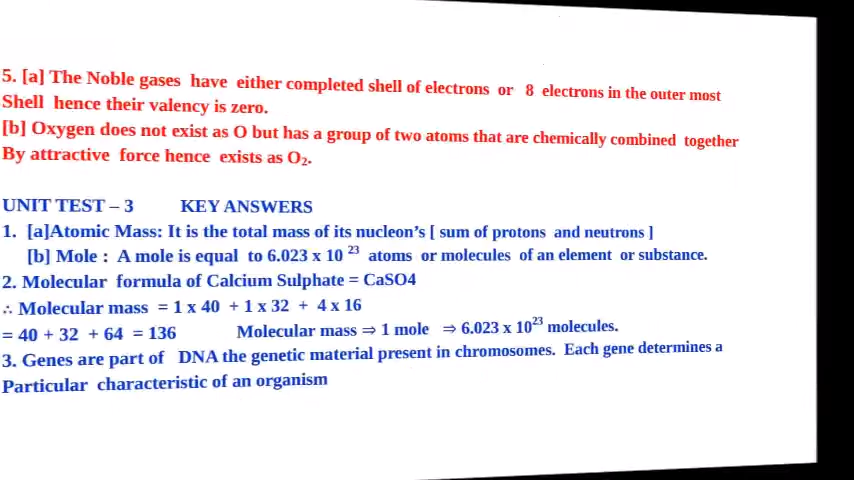 5. [a] The Noble gases have either completed shell of electrons or 8 electrons in the outer most
Shell hence their valency is zero.
[b] Oxygen does not exist as O but has a group of two atoms that are chemically combined together
By attractive force hence exists as O₂.
UNIT TEST – 3 KEY ANSWERS
1. [a]Atomic Mass: It is the total mass of its nucleon’s [ sum of protons and neutrons ]
[b] Mole : A mole is equal to 6.023 x 10 ²³ atoms or molecules of an element or substance.
2. Molecular formula of Calcium Sulphate = CaSO4
∴ Molecular mass = 1 x 40 + 1 x 32 + 4 x 16
= 40 + 32 + 64 = 136 Molecular mass ⇒ 1 mole ⇒ 6.023 x 10²³ molecules.
3. Genes are part of DNA the genetic material present in chromosomes. Each gene determines a
Particular characteristic of an organism